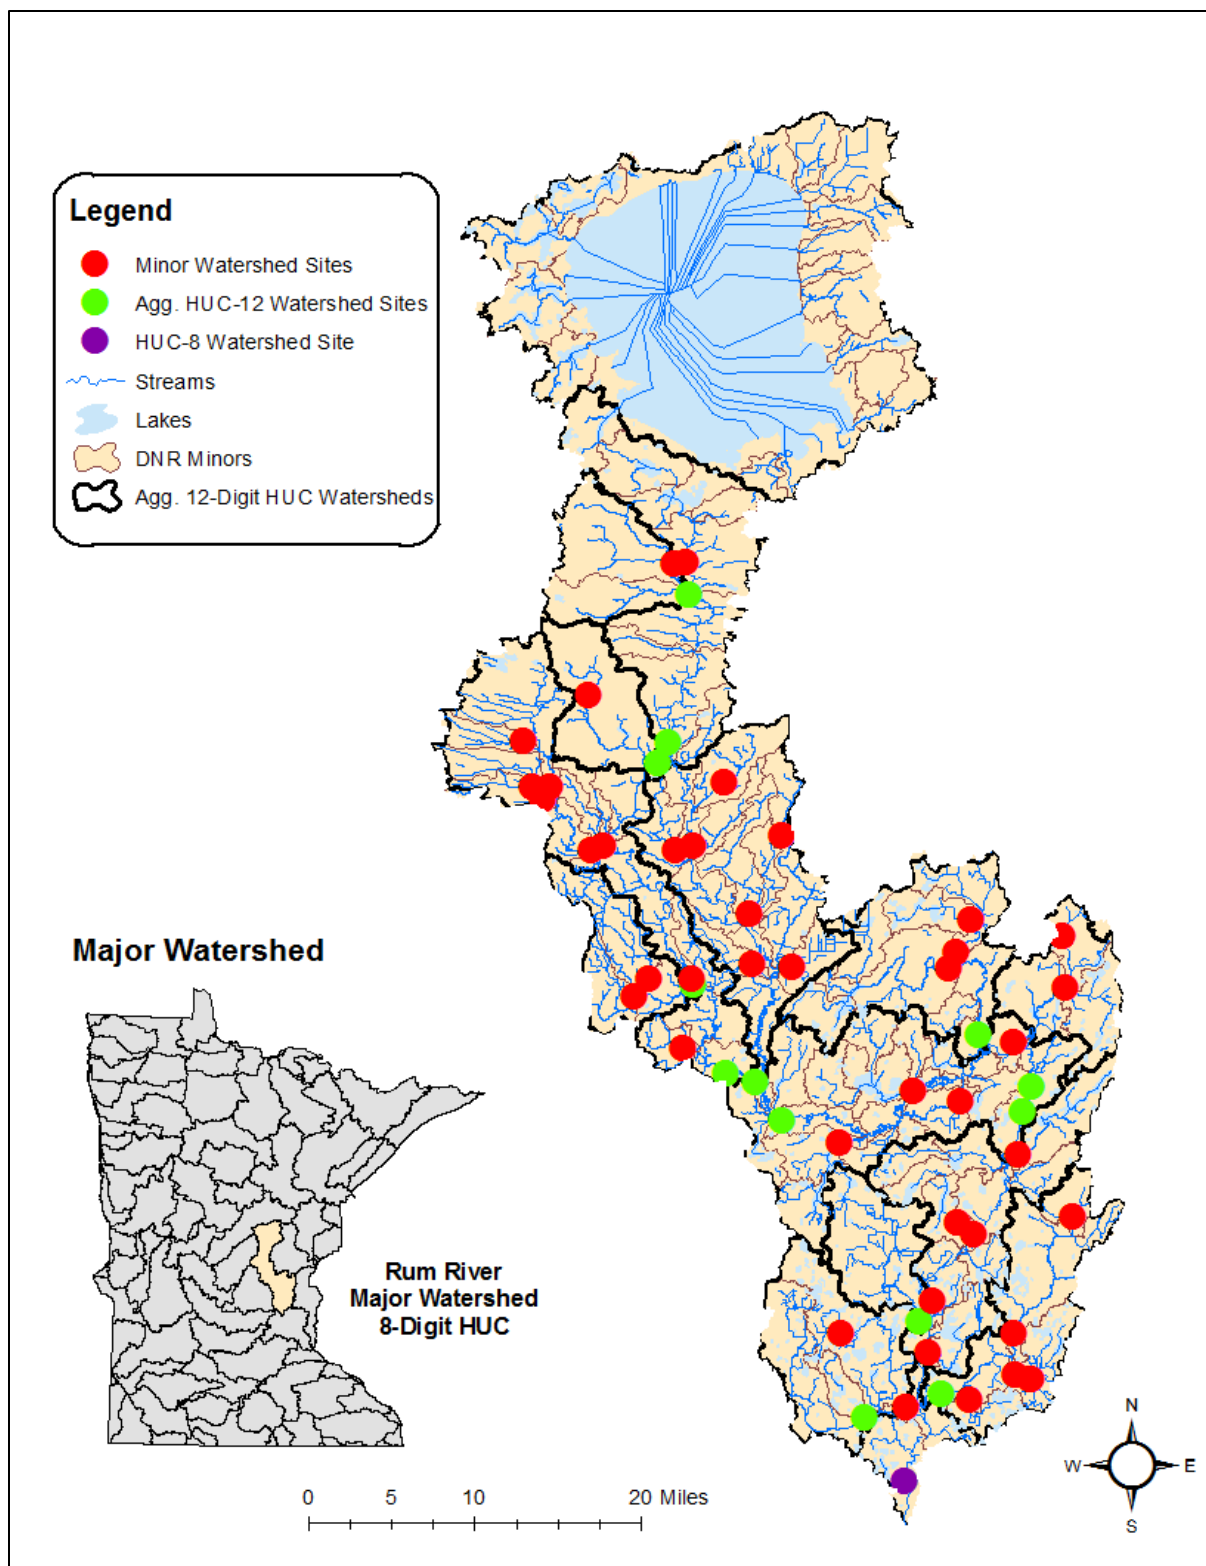 Legend
Minor Watershed Sites
Agg. HUC-12 Watershed Sites
HUC-8 Watershed Site
Streams
Lakes
DNR Minors
Agg. 12-Digit HUC Watersheds
Major Watershed
Rum River
Major Watershed
8-Digit HUC
0 5 10 20 Miles
N
W E
S